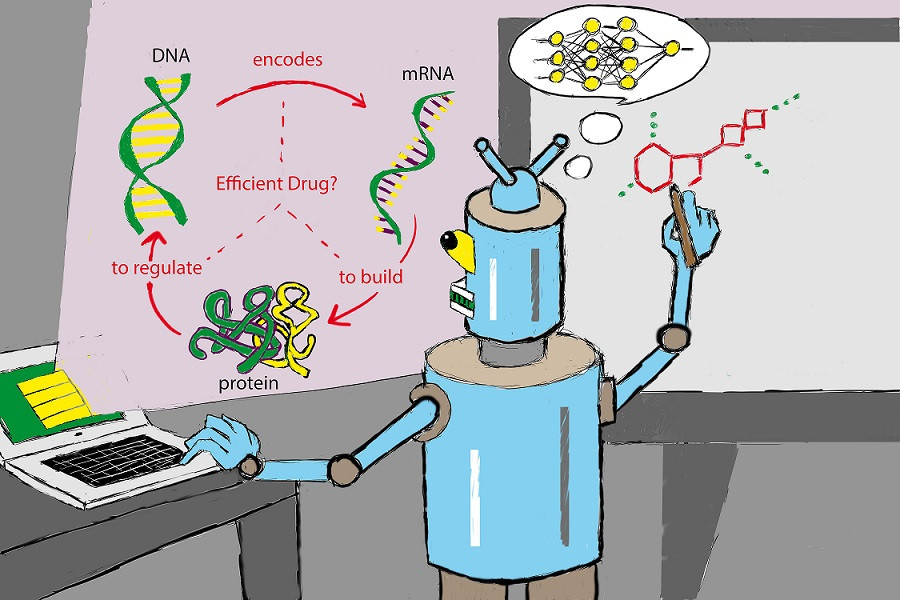 DNA
encodes
mRNA
Efficient Drug?
to regulate
to build
protein